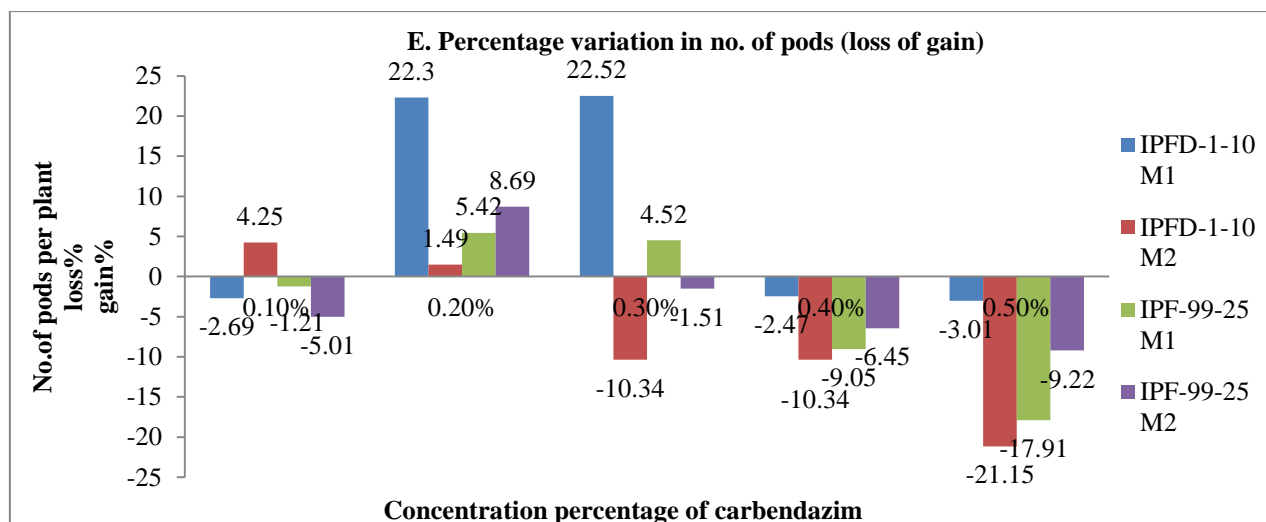 E. Percentage variation in no. of pods (loss of gain)
No.of pods per plant
loss%
gain%
25
20
15
10
5
0
-5
-10
-15
-20
-25
-2.69
4.25
-1.21
-5.01
22.3
1.49
5.42
8.69
22.52
-10.34
4.52
-1.51
-2.47
-10.34
-9.05
-6.45
-3.01
-21.15
-17.91
-9.22
0.10%
0.20%
0.30%
0.40%
0.50%
Concentration percentage of carbendazim
IPFD-1-10
M1
IPFD-1-10
M2
IPF-99-25
M1
IPF-99-25
M2